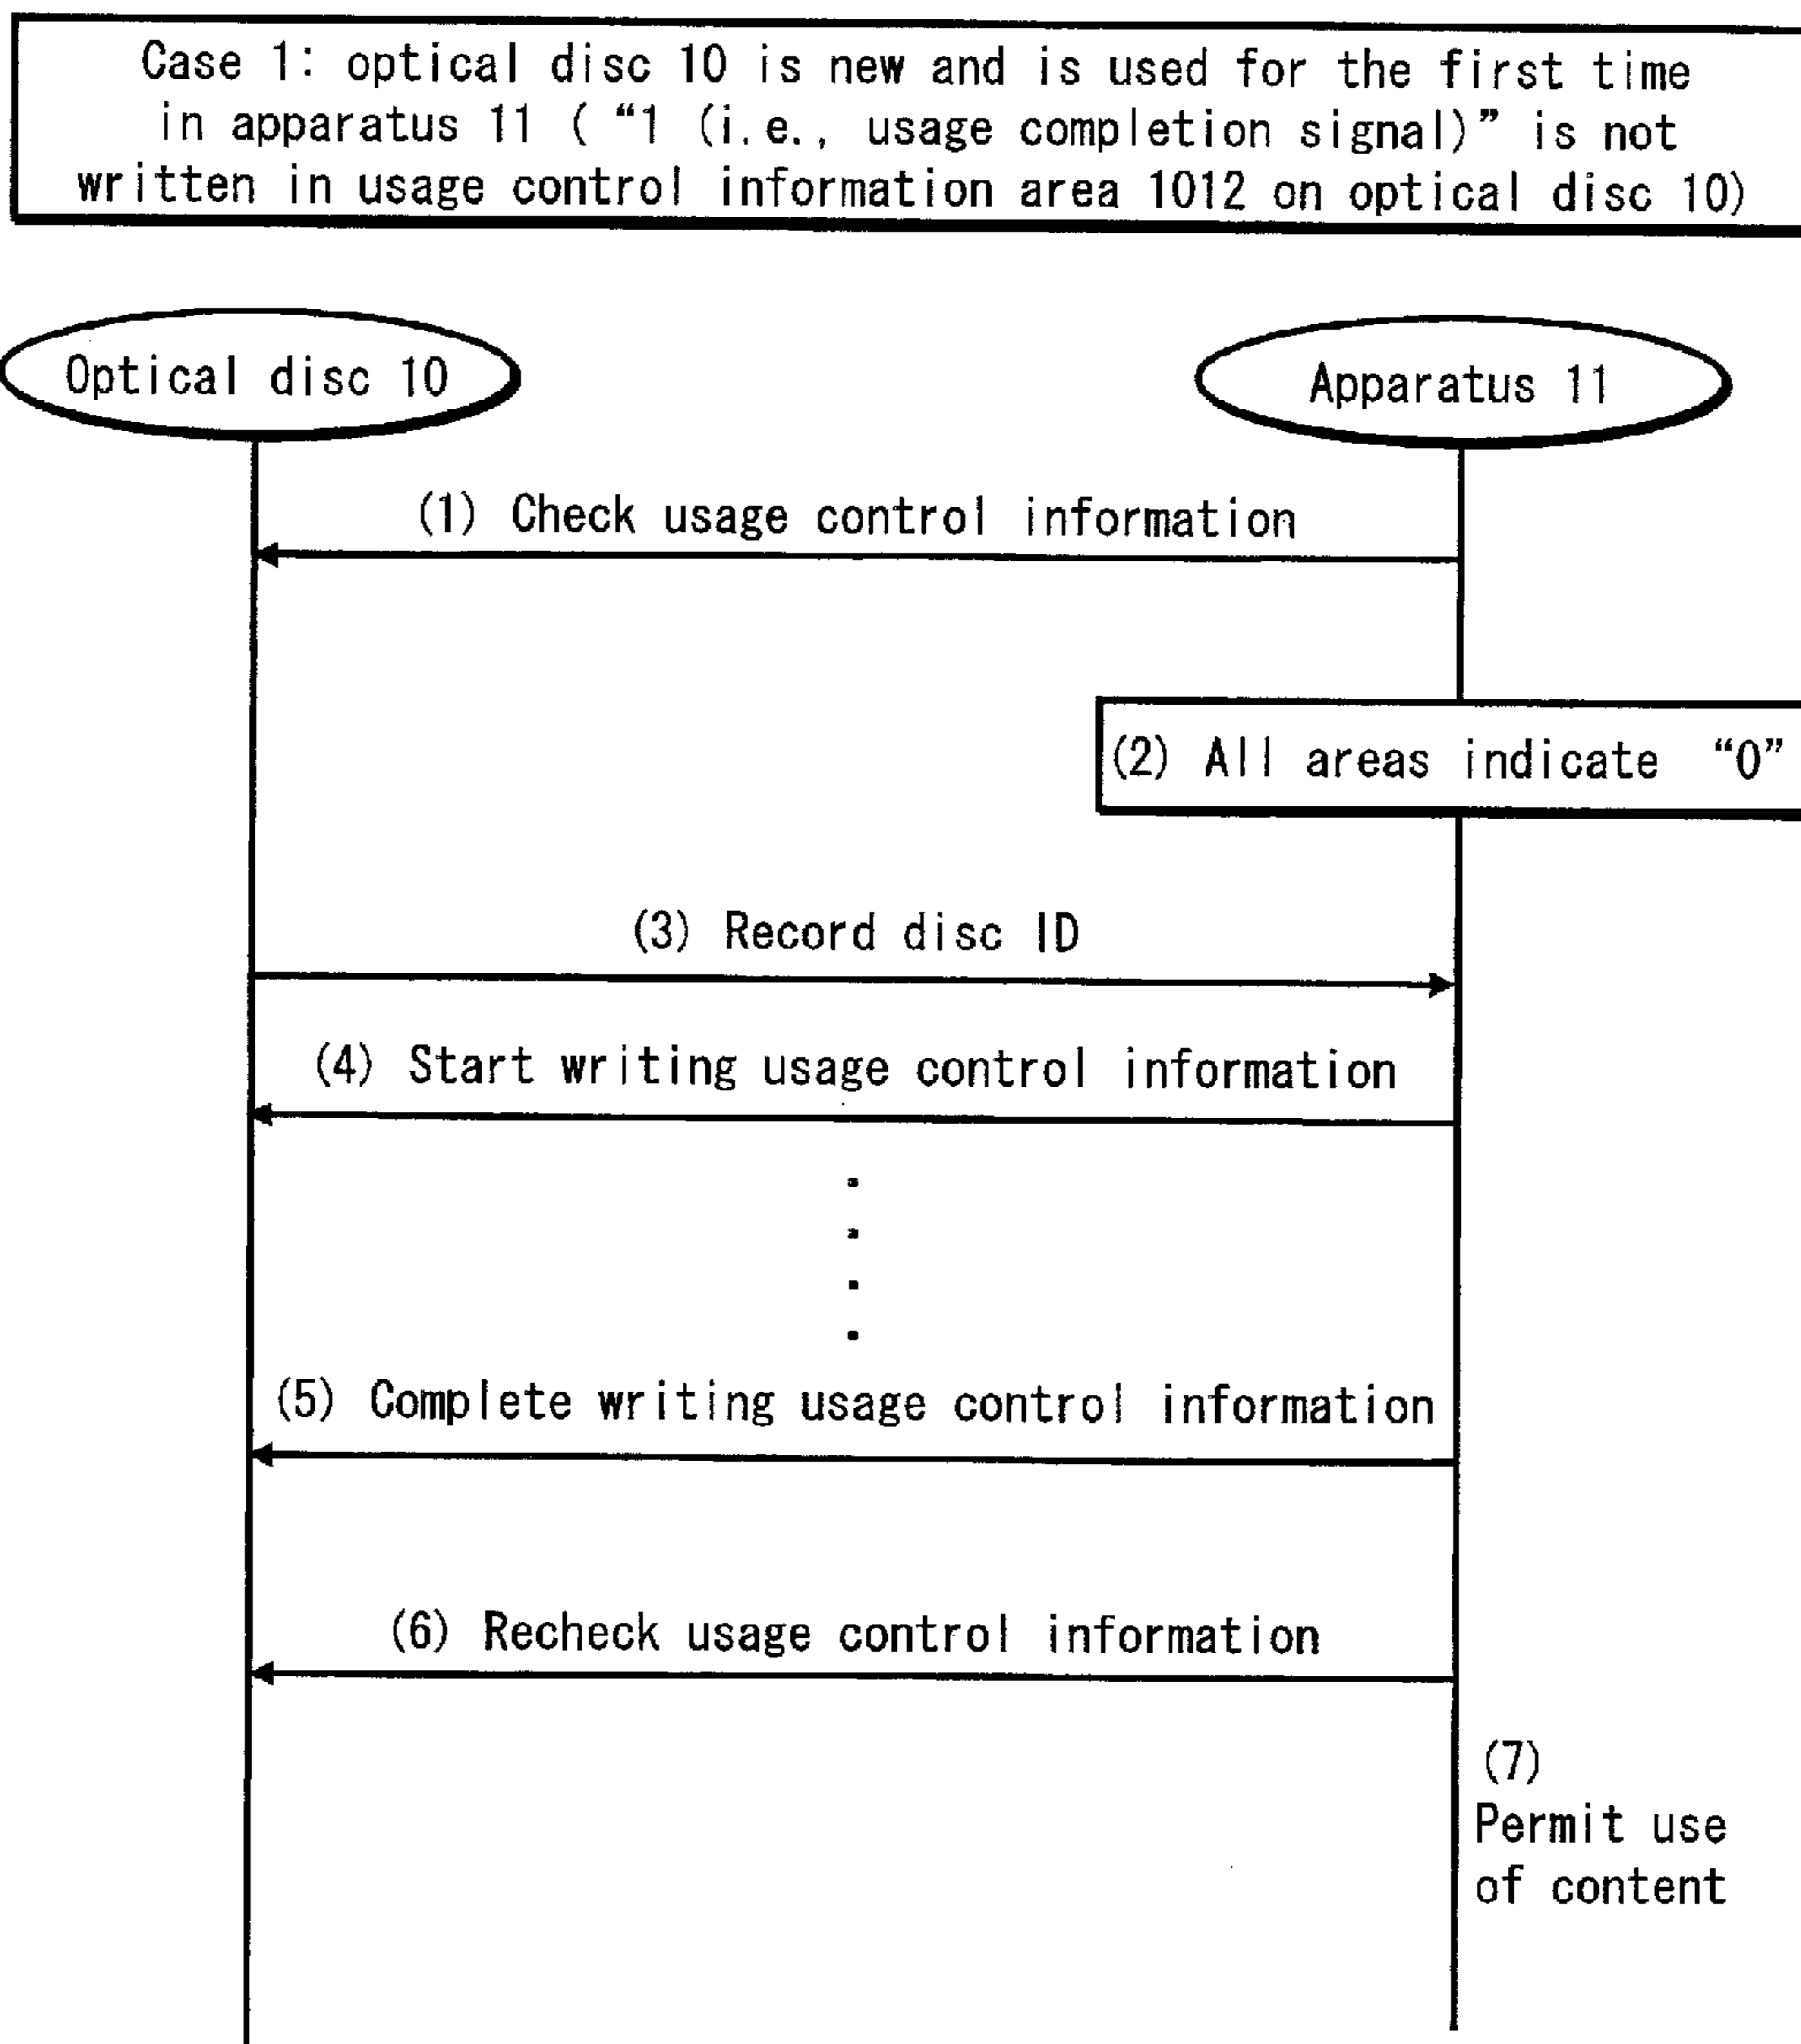 Case 1: optical disc 10 is new and is used for the first time
in apparatus 11 ( “1 (i.e., usage completion signal)” is not
written in usage control information area 1012 on optical disc 10)
Optical disc 10
Apparatus 11
(1) Check usage control information
(2) All areas indicate “0”
(3) Record disc ID
(4) Start writing usage control information
(5) Complete writing usage control information
(6) Recheck usage control information
(7)
Permit use
of content